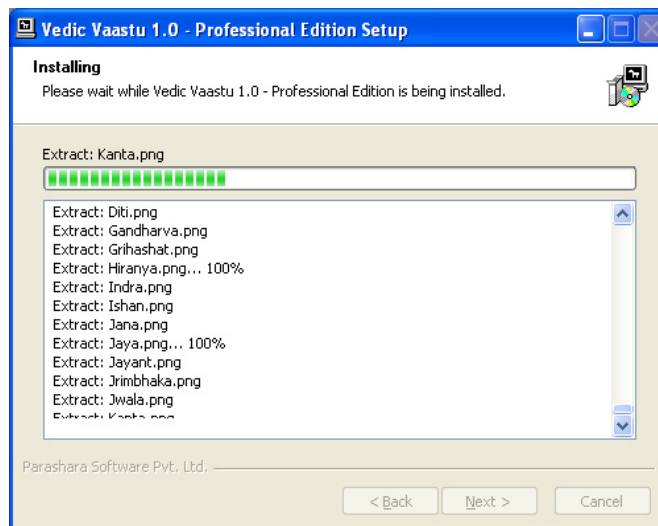 Vedic Vaastu 1.0 - Professional Edition Setup
Installing
Please wait while Vedic Vaastu 1.0 - Professional Edition is being installed.
Extract: Kanta.png
Extract: Diti.png
Extract: Gandharva.png
Extract: Grihashat.png
Extract: Hiranya.png... 100%
Extract: Indra.png
Extract: Ishan.png
Extract: Jana.png
Extract: Jaya.png... 100%
Extract: Jayant.png
Extract: Jrimbhaka.png
Extract: Jwala.png
Extract: Kanta.png
Parashara Software Pvt. Ltd.
< Back Next > Cancel